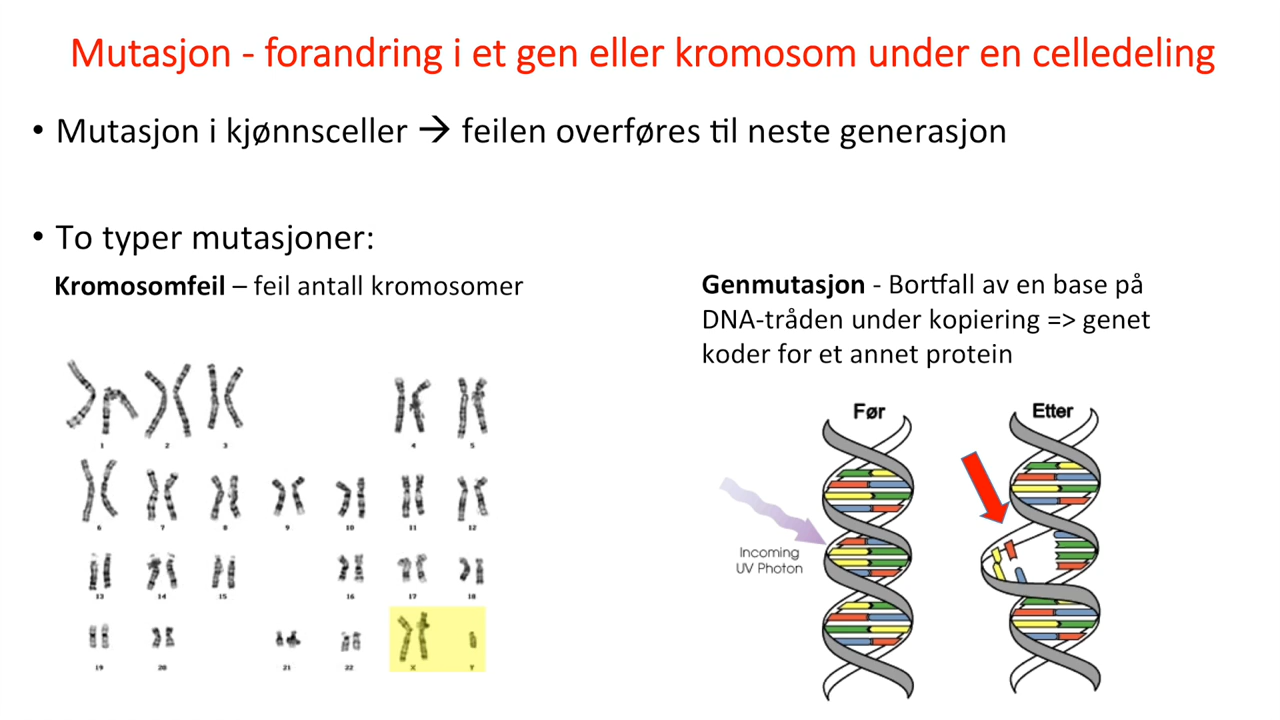 Mutasjon - forandring i et gen eller kromosom under en celledeling
• Mutasjon i kjønnsceller → feilen overføres til neste generasjon
• To typer mutasjoner:
Kromosomfeil – feil antall kromosomer
Genmutasjon - Bortfall av en base på
DNA-tråden under kopiering => genet
koder for et annet protein
1 2 3 4 5
6 7 8 9 10 11 12
13 14 15 16 17 18
19 20 21 22 X Y
Før
Etter
Incoming
UV Photon